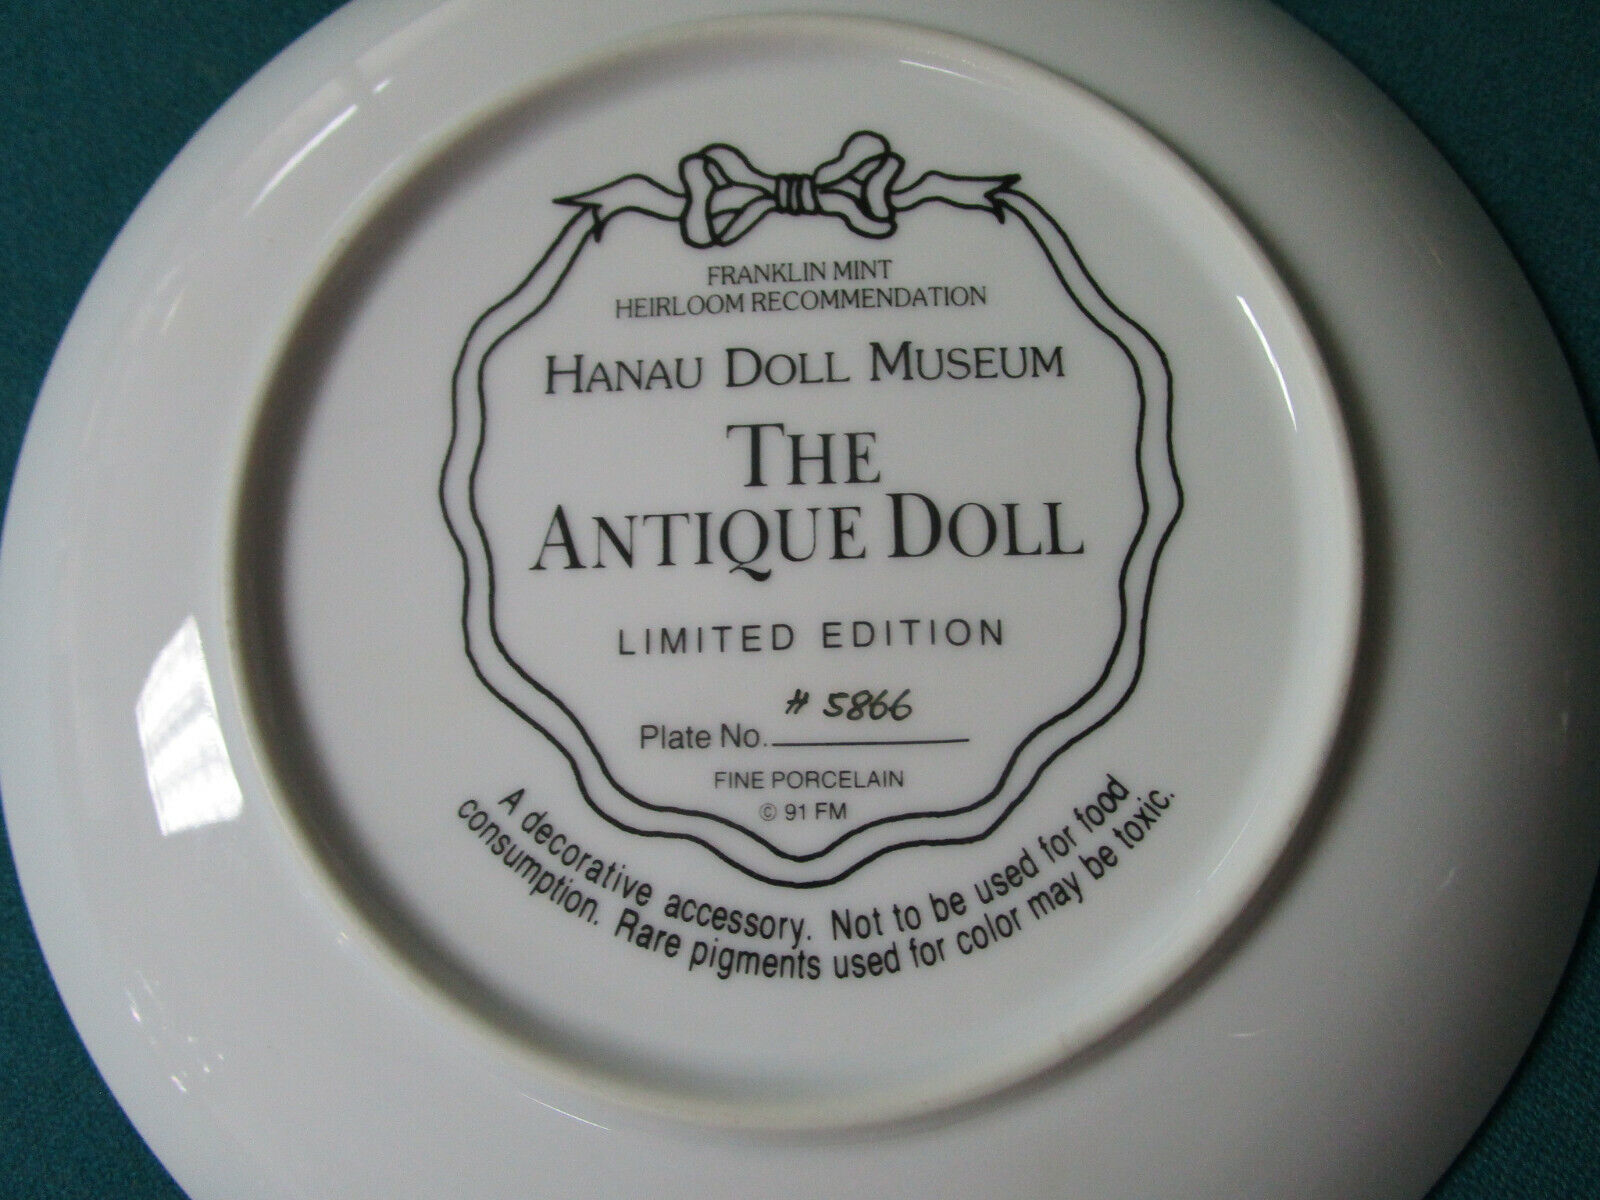 FRANKLIN MINT
HEIRLOOM RECOMMENDATION
HANAU DOLL MUSEUM
THE
ANTIQUE DOLL
LIMITED EDITION
# 5866
Plate No.
FINE PORCELAIN
© 91 FM
A decorative accessory. Not to be used for food
consumption. Rare pigments used for color may be toxic.